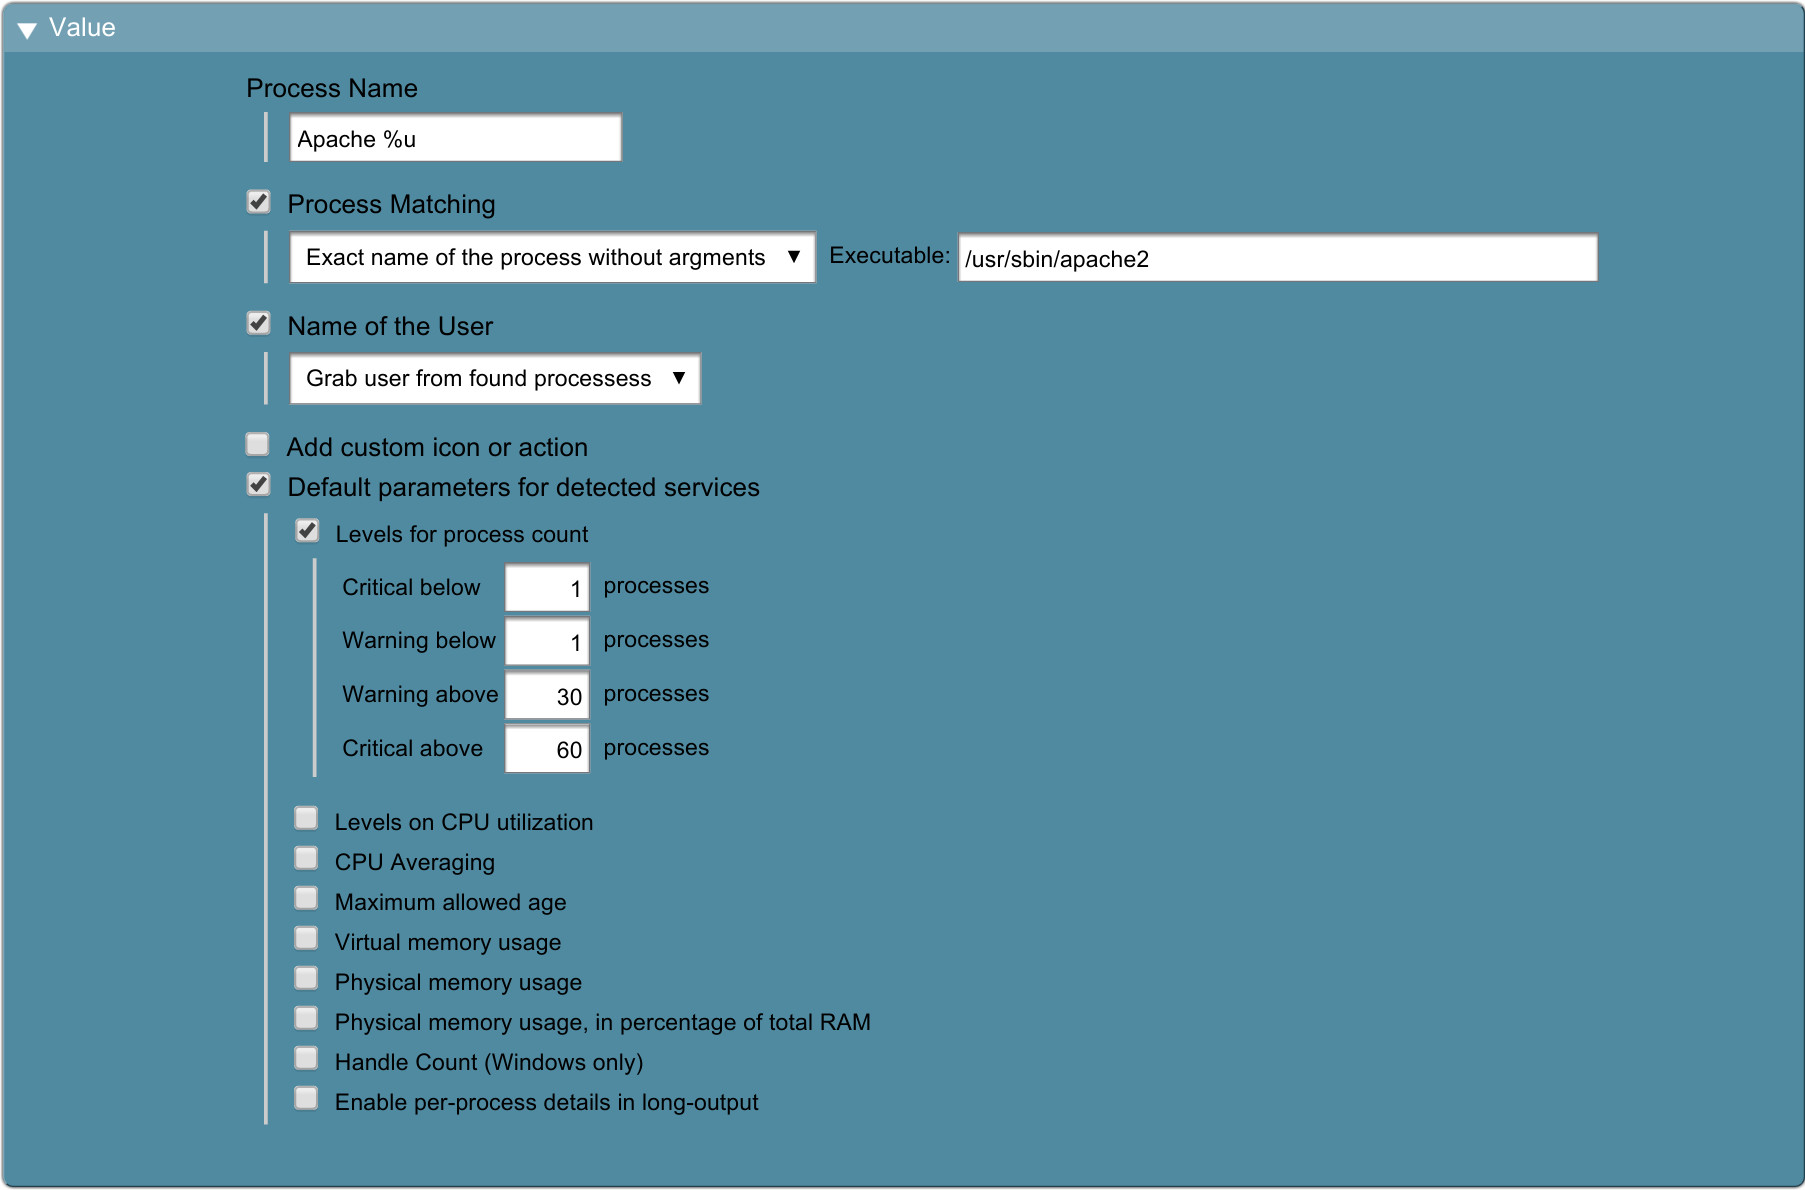 Value
Process Name
Apache %u
Process Matching
Exact name of the process without argments ▼ Executable: /usr/sbin/apache2
Name of the User
Grab user from found processess ▼
Add custom icon or action
Default parameters for detected services
Levels for process count
Critical below 1 processes
Warning below 1 processes
Warning above 30 processes
Critical above 60 processes
Levels on CPU utilization
CPU Averaging
Maximum allowed age
Virtual memory usage
Physical memory usage
Physical memory usage, in percentage of total RAM
Handle Count (Windows only)
Enable per-process details in long-output